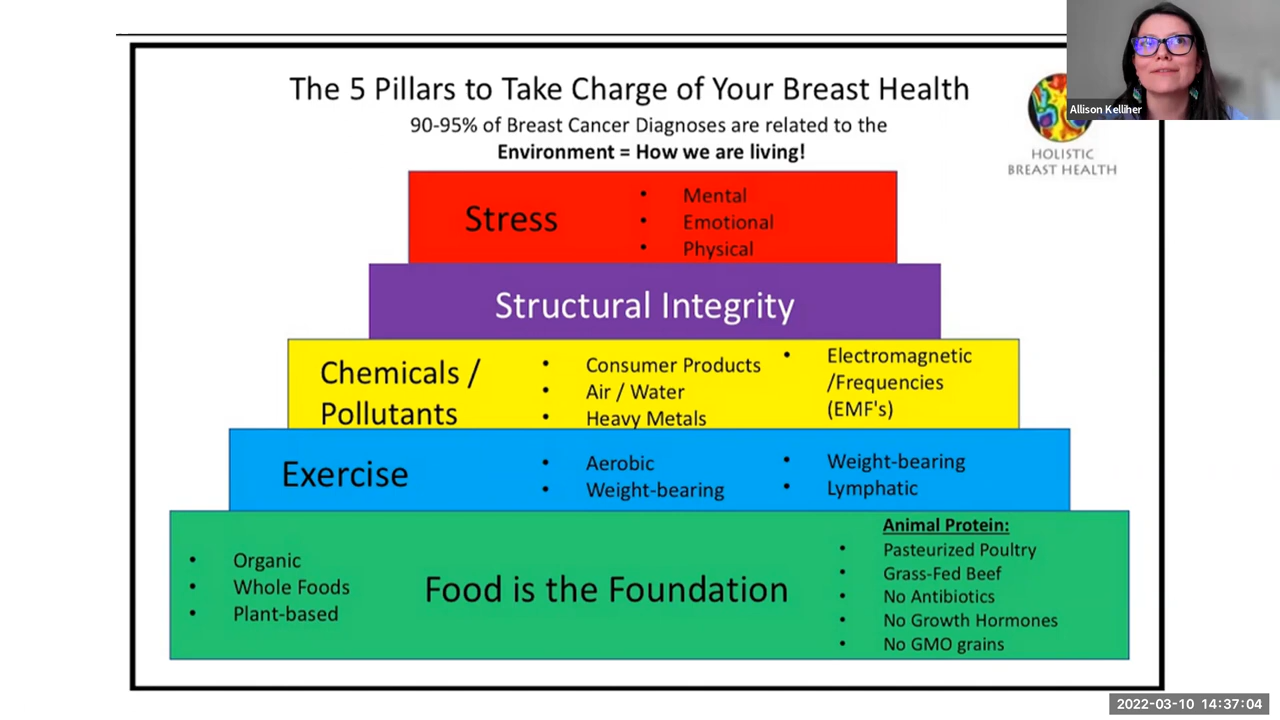 The 5 Pillars to Take Charge of Your Breast Health
90-95% of Breast Cancer Diagnoses are related to the
Environment = How we are living!
Allison Kelliher
HOLISTIC
BREAST HEALTH
Stress
• Mental
• Emotional
• Physical
Structural Integrity
Chemicals /
Pollutants
• Consumer Products
• Air / Water
• Heavy Metals
• Electromagnetic
/Frequencies
(EMF's)
Exercise
• Aerobic
• Weight-bearing
• Weight-bearing
• Lymphatic
• Organic
• Whole Foods
• Plant-based
Food is the Foundation
Animal Protein:
• Pasteurized Poultry
• Grass-Fed Beef
• No Antibiotics
• No Growth Hormones
• No GMO grains
2022-03-10 14:37:04